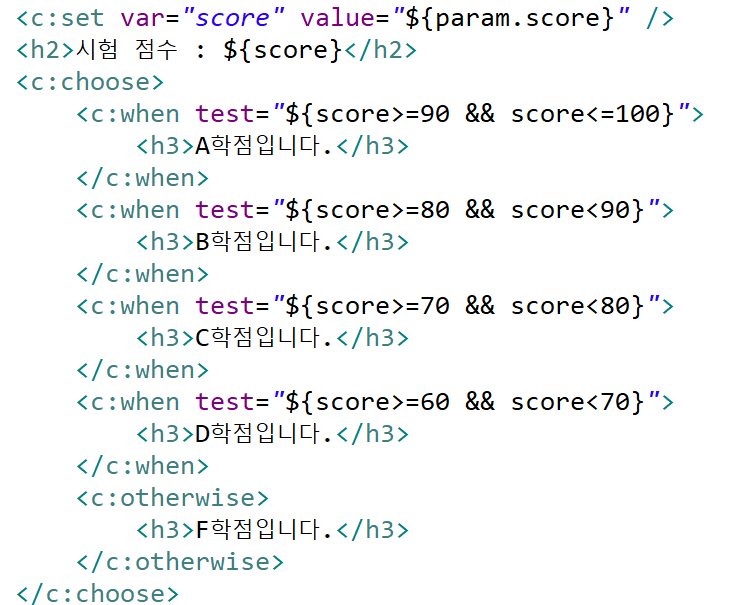 <c:set var="score" value="${param.score}" />
<h2>시험 점수 : ${score}</h2>
<c:choose>
    <c:when test="${score>=90 && score<=100}">
        <h3>A학점입니다.</h3>
    </c:when>
    <c:when test="${score>=80 && score<90}">
        <h3>B학점입니다.</h3>
    </c:when>
    <c:when test="${score>=70 && score<80}">
        <h3>C학점입니다.</h3>
    </c:when>
    <c:when test="${score>=60 && score<70}">
        <h3>D학점입니다.</h3>
    </c:when>
    <c:otherwise>
        <h3>F학점입니다.</h3>
    </c:otherwise>
</c:choose>